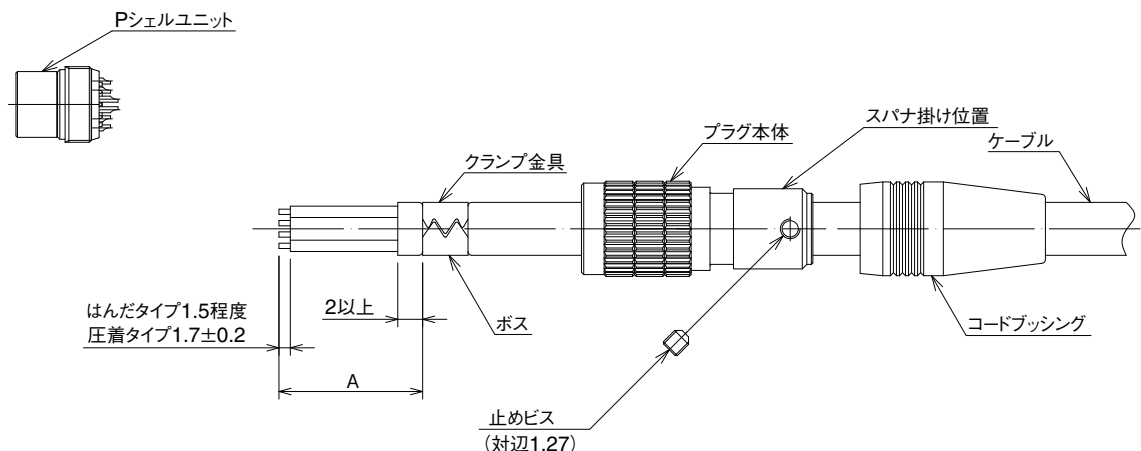 Pシェルユニット
スパナ掛け位置
プラグ本体
ケーブル
クランプ金具
はんだタイプ1.5程度
圧着タイプ1.7±0.2
2以上
ボス
コードブッシング
A
止めビス
(対辺1.27)